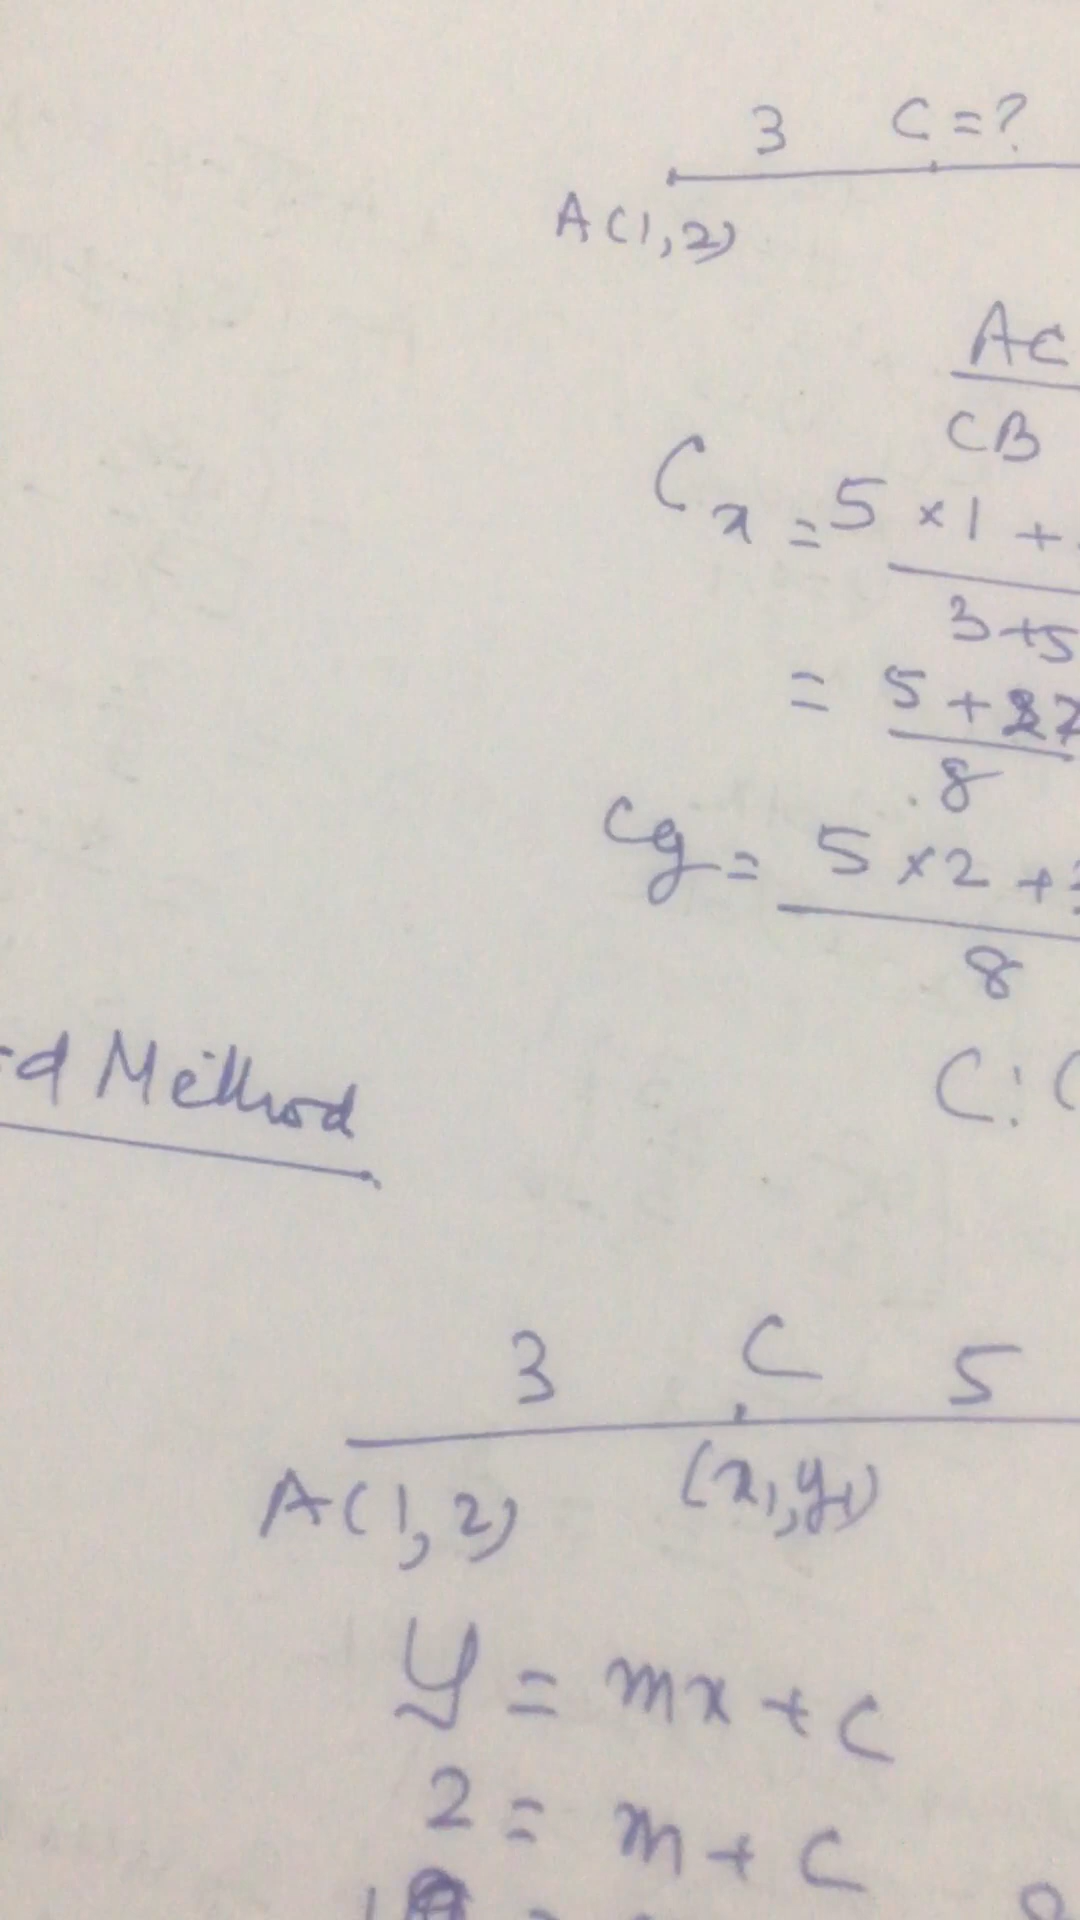 3 C=?
A(1,2)
AC
CB
Cx = 5 × 1 +
3+5
= 5 + 27
8
Cy = 5 × 2 +
8
C: (
d Method
3 C 5
A(1,2) (x1,y1)
y = mx + c
2 = m + c